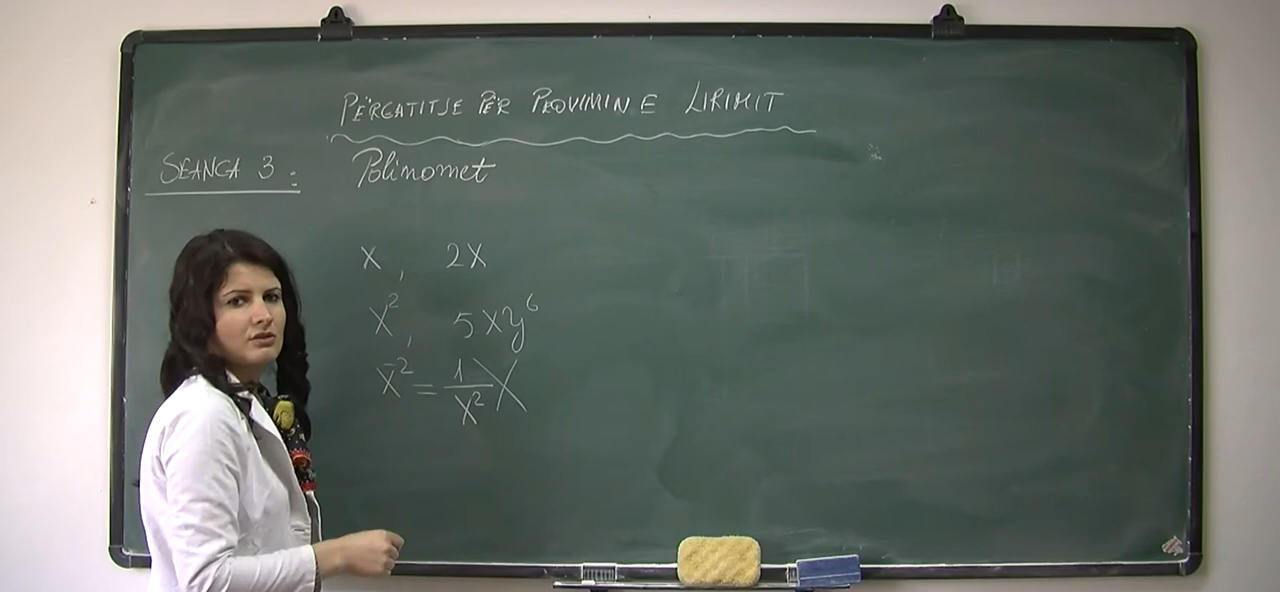 PËRGATITJE PËR PROVIMIN E LIRIMIT
SEANCA 3 : Polinomet
x , 2x
x², 5xy⁶
x⁻² = 1/x² X